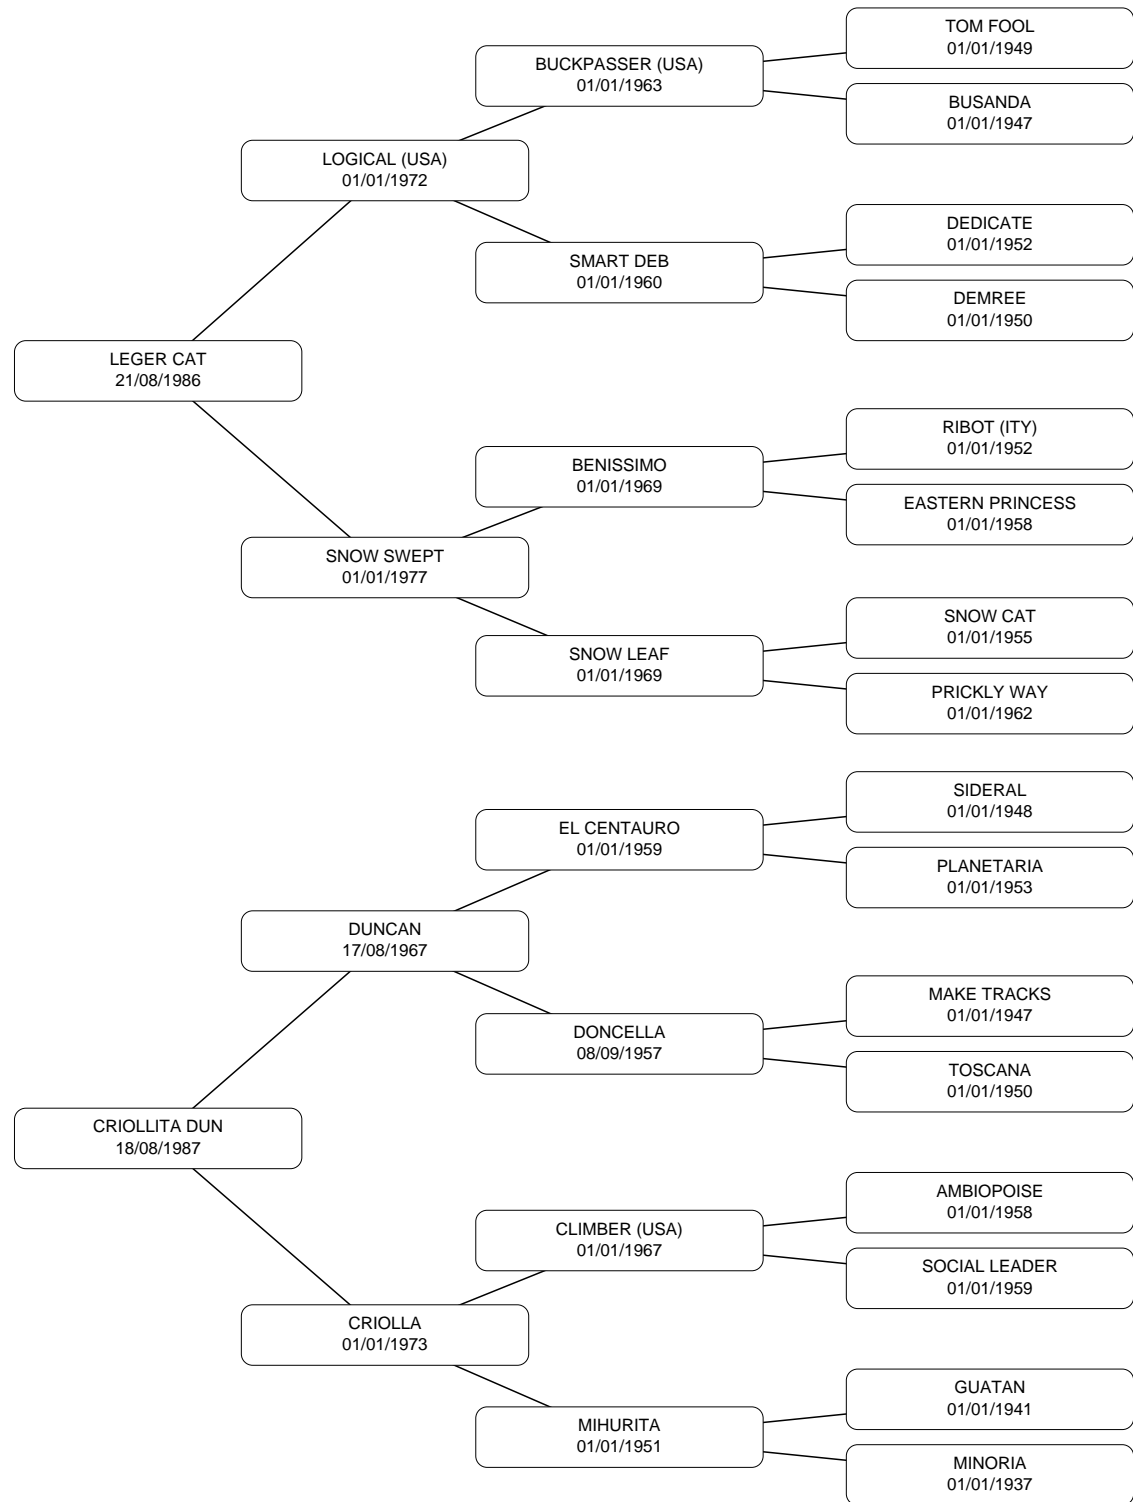 TOM FOOL
01/01/1949
BUCKPASSER (USA)
01/01/1963
BUSANDA
01/01/1947
LOGICAL (USA)
01/01/1972
DEDICATE
01/01/1952
SMART DEB
01/01/1960
DEMREE
01/01/1950
LEGER CAT
21/08/1986
RIBOT (ITY)
01/01/1952
BENISSIMO
01/01/1969
EASTERN PRINCESS
01/01/1958
SNOW SWEPT
01/01/1977
SNOW CAT
01/01/1955
SNOW LEAF
01/01/1969
PRICKLY WAY
01/01/1962
SIDERAL
01/01/1948
EL CENTAURO
01/01/1959
PLANETARIA
01/01/1953
DUNCAN
17/08/1967
MAKE TRACKS
01/01/1947
DONCELLA
08/09/1957
TOSCANA
01/01/1950
CRIOLLITA DUN
18/08/1987
AMBIOPOISE
01/01/1958
CLIMBER (USA)
01/01/1967
SOCIAL LEADER
01/01/1959
CRIOLLA
01/01/1973
GUATAN
01/01/1941
MIHURITA
01/01/1951
MINORIA
01/01/1937